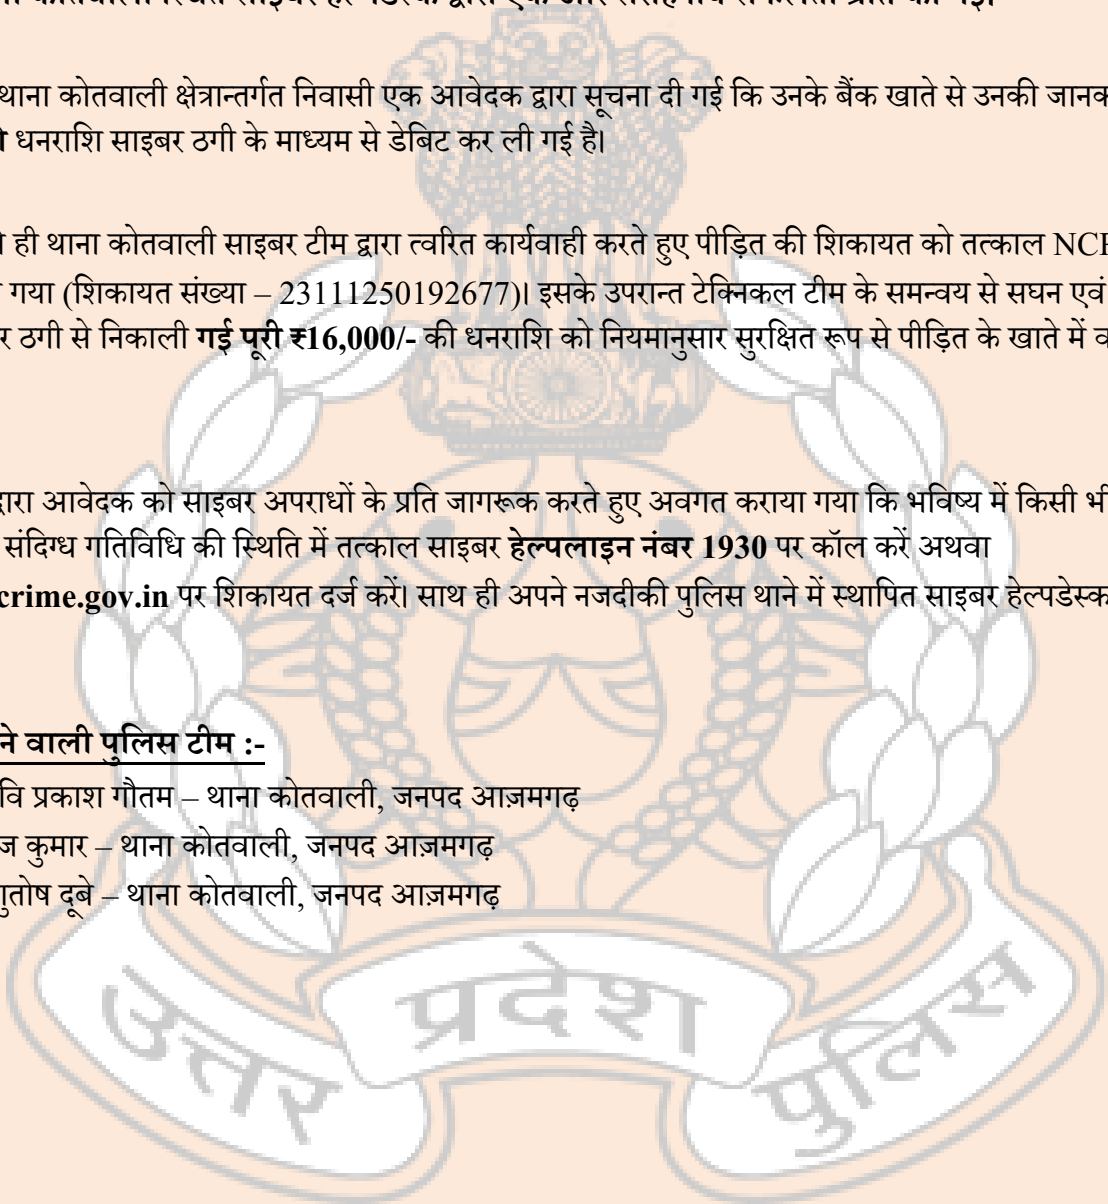 द्वारा एक और
थाना कोतवाली क्षेत्रान्तर्गत निवासी एक आवेदक द्वारा सूचना दी गई कि उनके बैंक खाते से उनकी
धनराशि साइबर ठगी के माध्यम से डेबिट कर ली गई है।
ही थाना कोतवाली साइबर टीम द्वारा त्वरित कार्यवाही करते हुए पीड़ित की शिकायत को तत्काल
गया (शिकायत संख्या – 23111250192677)। इसके उपरान्त टेक्निकल टीम के समन्वय से सघन एवं
ठगी से निकाली गई पूरी ₹16,000/- की धनराशि को नियमानुसार सुरक्षित रूप से पीड़ित के खाते में
द्वारा आवेदक को साइबर अपराधों के प्रति जागरूक करते हुए अवगत कराया गया कि भविष्य में किसी भी
संदिग्ध गतिविधि की स्थिति में तत्काल साइबर हेल्पलाइन नंबर 1930 पर कॉल करें अथवा
crime.gov.in पर शिकायत दर्ज करें। साथ ही अपने नजदीकी पुलिस थाने में स्थापित साइबर हेल्पडेस्क
ने वाली पुलिस टीम :-
वि प्रकाश गौतम – थाना कोतवाली, जनपद आज़मगढ़
ज कुमार – थाना कोतवाली, जनपद आज़मगढ़
तोष दूबे – थाना कोतवाली, जनपद आज़मगढ़
उत्तर प्रदेश पुलिस